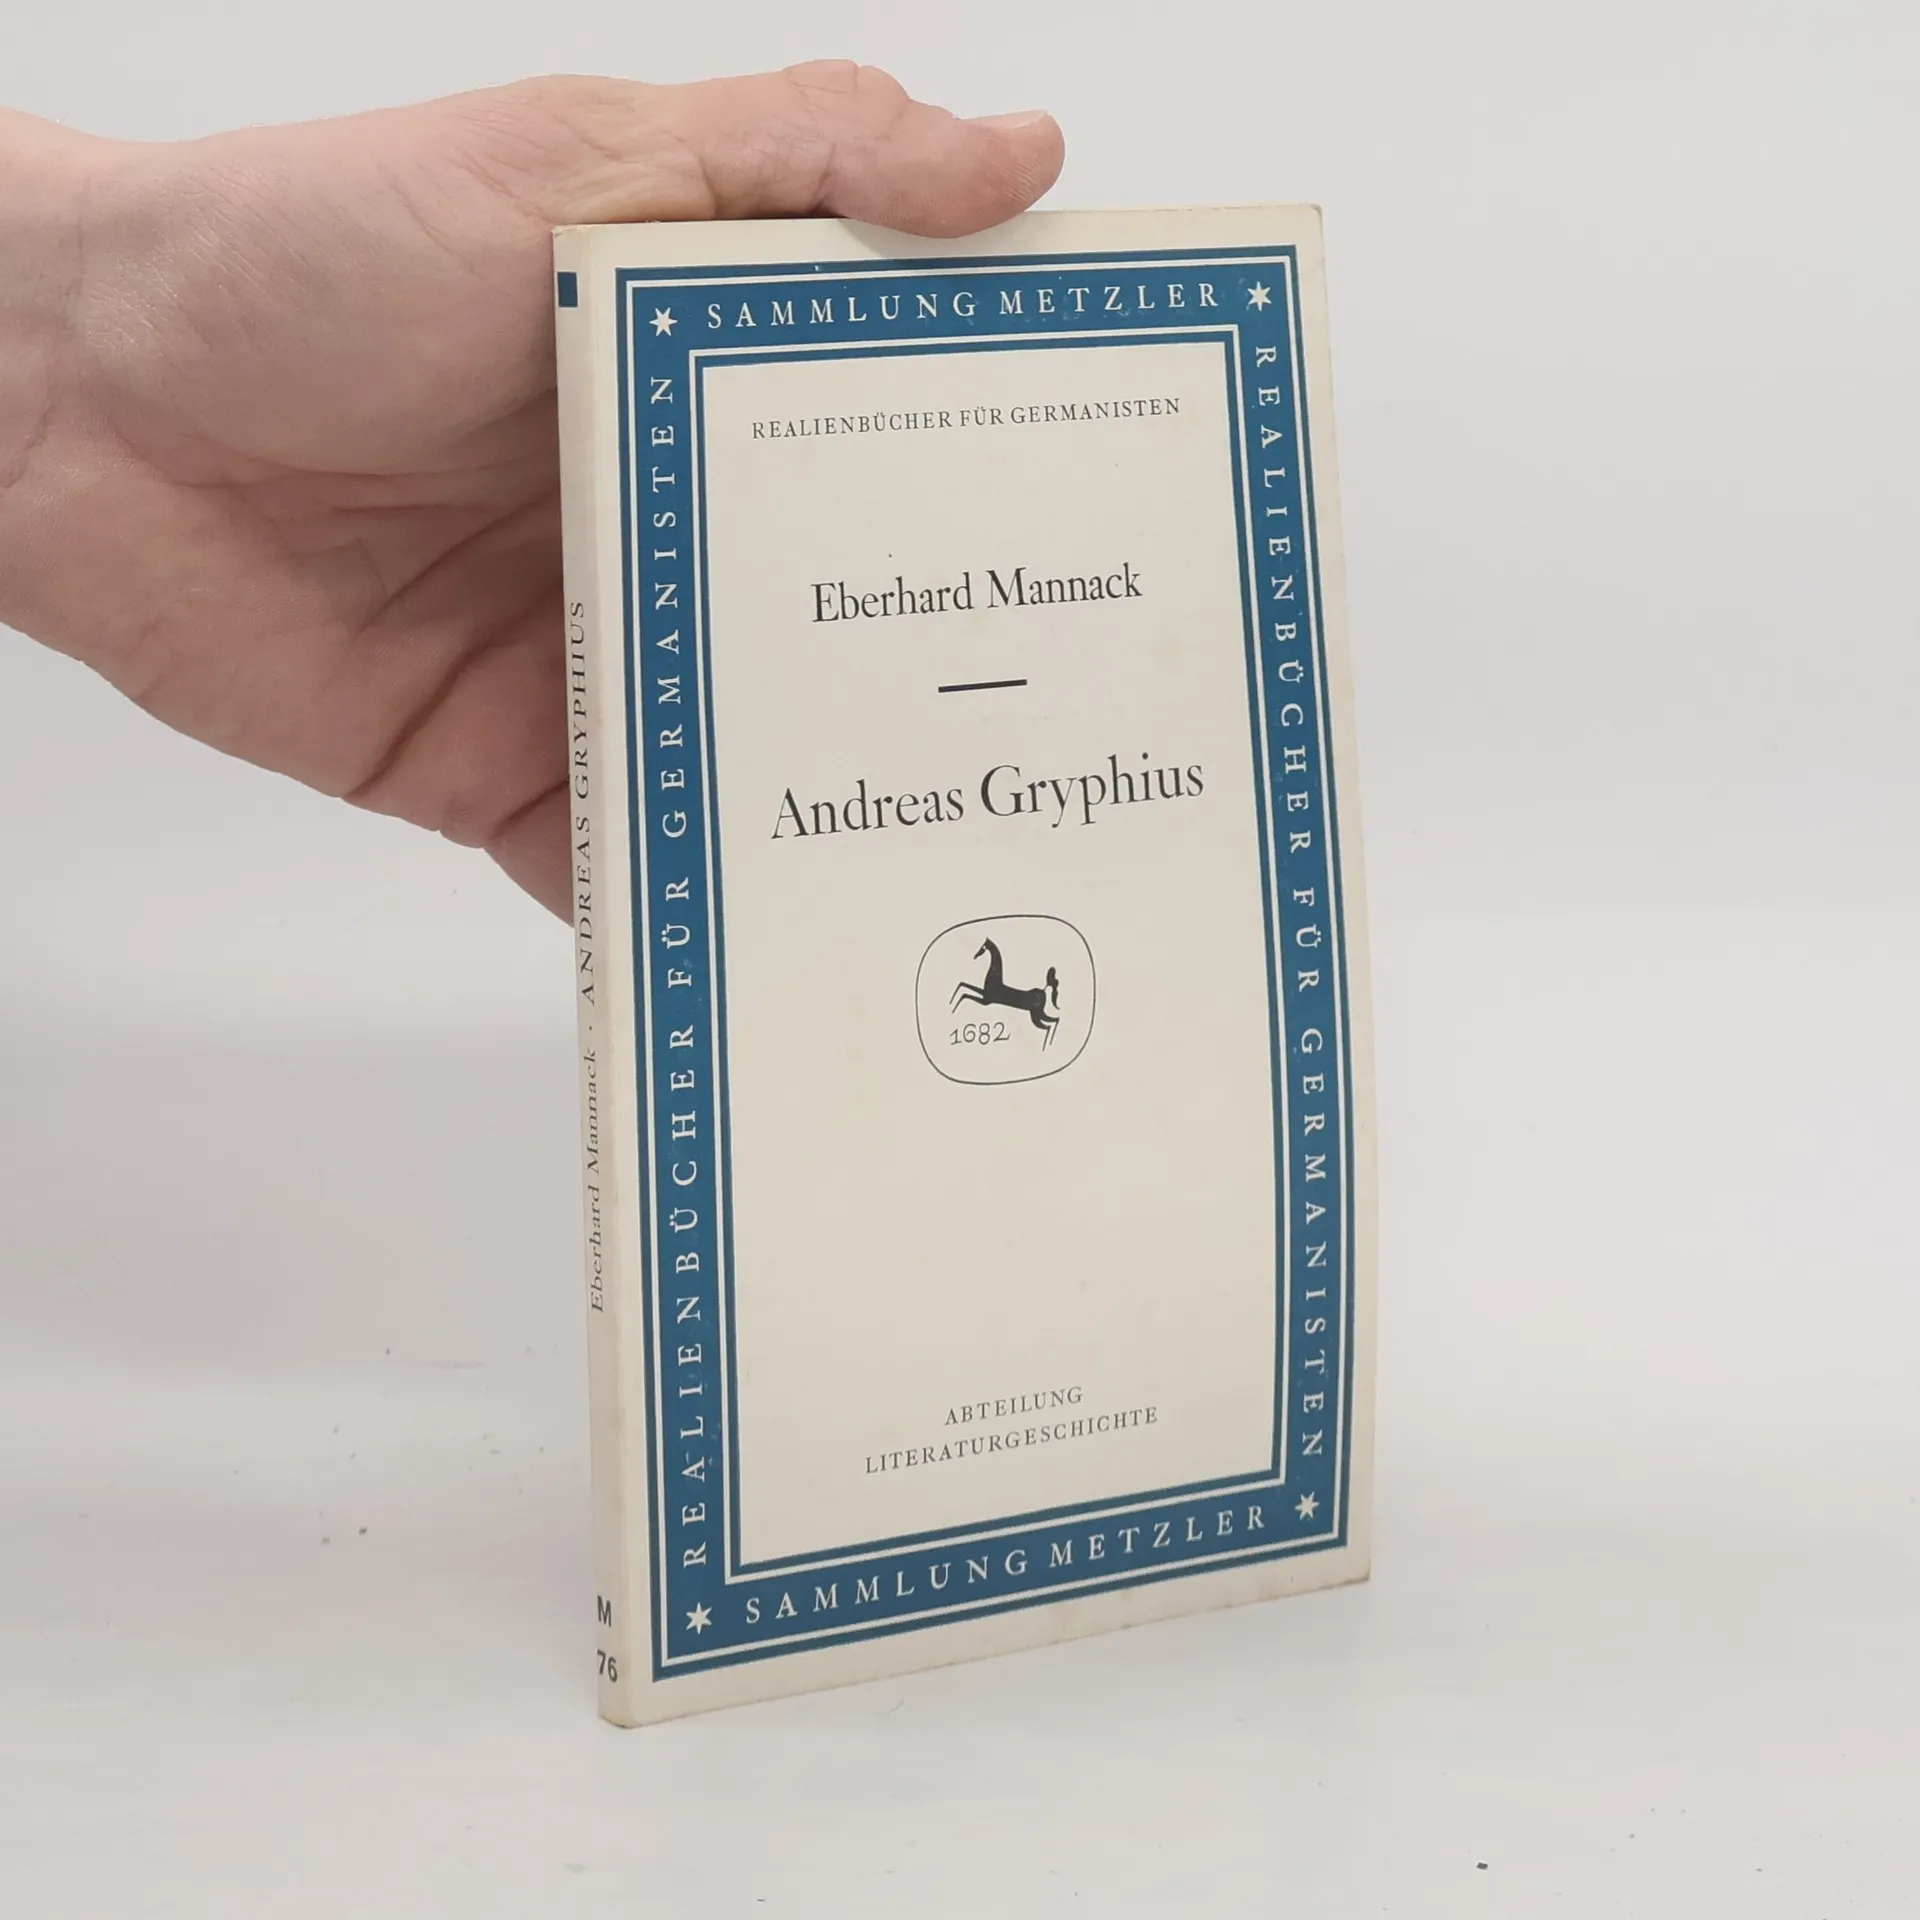 SAMMLUNG METZLER
REALIENBÜCHER FÜR GERMANISTEN
REALIENBÜCHER FÜR GERMANISTEN
Eberhard Mannack
Andreas Gryphius
1682
ABTEILUNG
LITERATURGESCHICHTE
REALIENBÜCHER FÜR GERMANISTEN
SAMMLUNG METZLER
Eberhard Mannack · ANDREAS GRYPHIUS
M
76